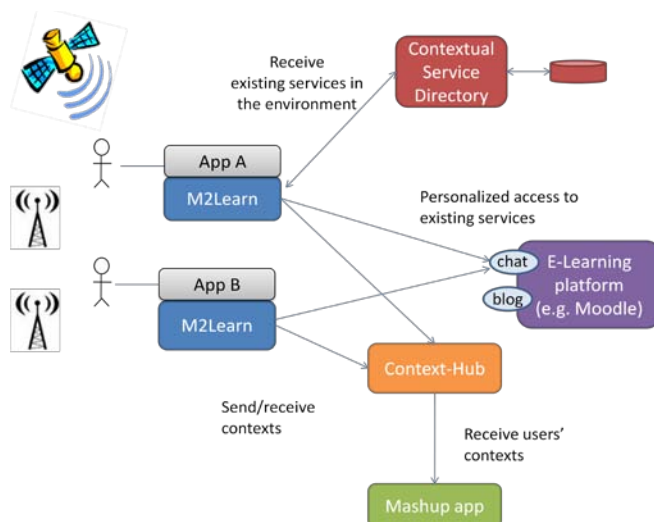 Receive
existing services in
the environment
Contextual
Service
Directory
App A
M2Learn
Personalized access to
existing services
App B
M2Learn
chat
blog
E-Learning
platform
(e.g. Moodle)
Context-Hub
Send/receive
contexts
Receive users'
contexts
Mashup app